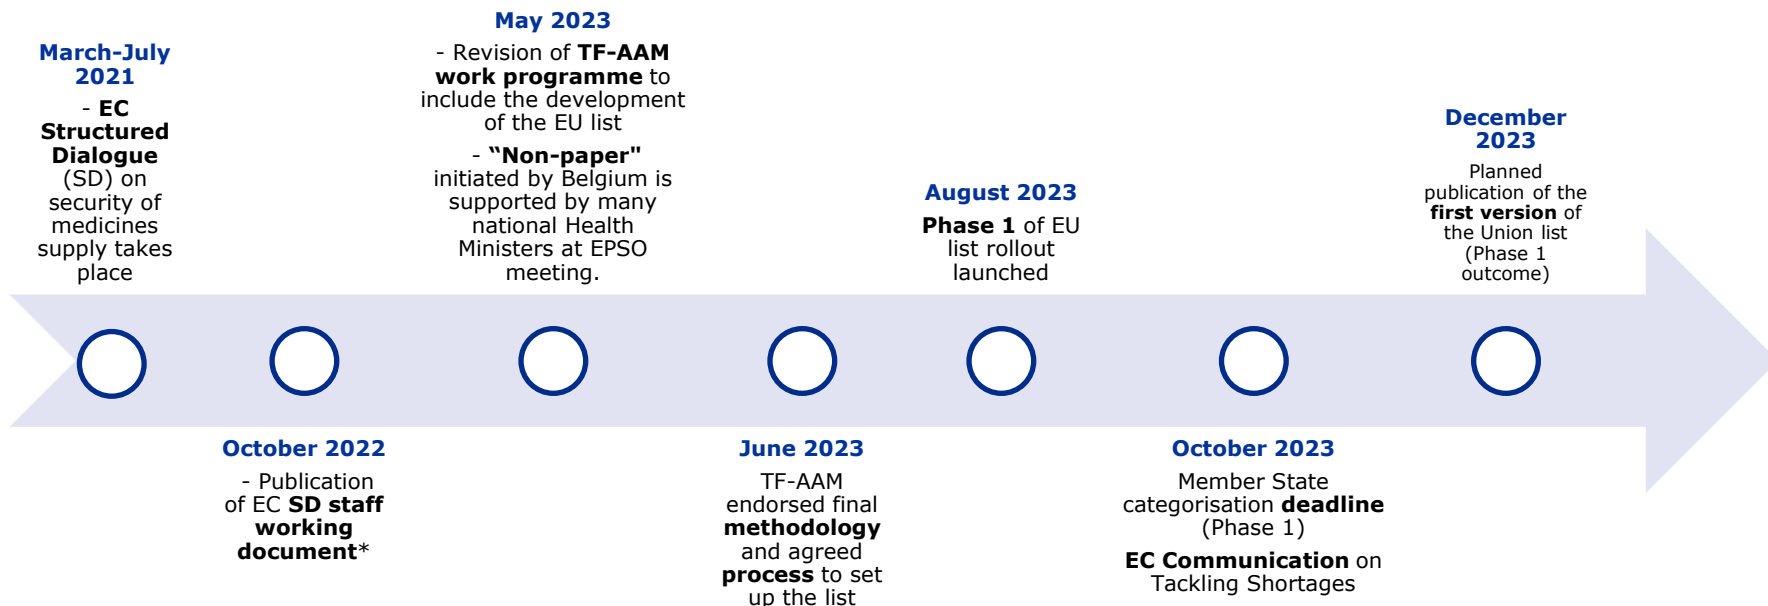 March-July
2021
- EC
Structured
Dialogue
(SD) on
security of
medicines
supply takes
place
October 2022
- Publication
of EC SD staff
working
document*
May 2023
- Revision of TF-AAM
work programme to
include the development
of the EU list
- “Non-paper"
initiated by Belgium is
supported by many
national Health
Ministers at EPSO
meeting.
June 2023
TF-AAM
endorsed final
methodology
and agreed
process to set
up the list
August 2023
Phase 1 of EU
list rollout
launched
October 2023
Member State
categorisation deadline
(Phase 1)
EC Communication on
Tackling Shortages
December
2023
Planned
publication of the
first version of
the Union list
(Phase 1
outcome)